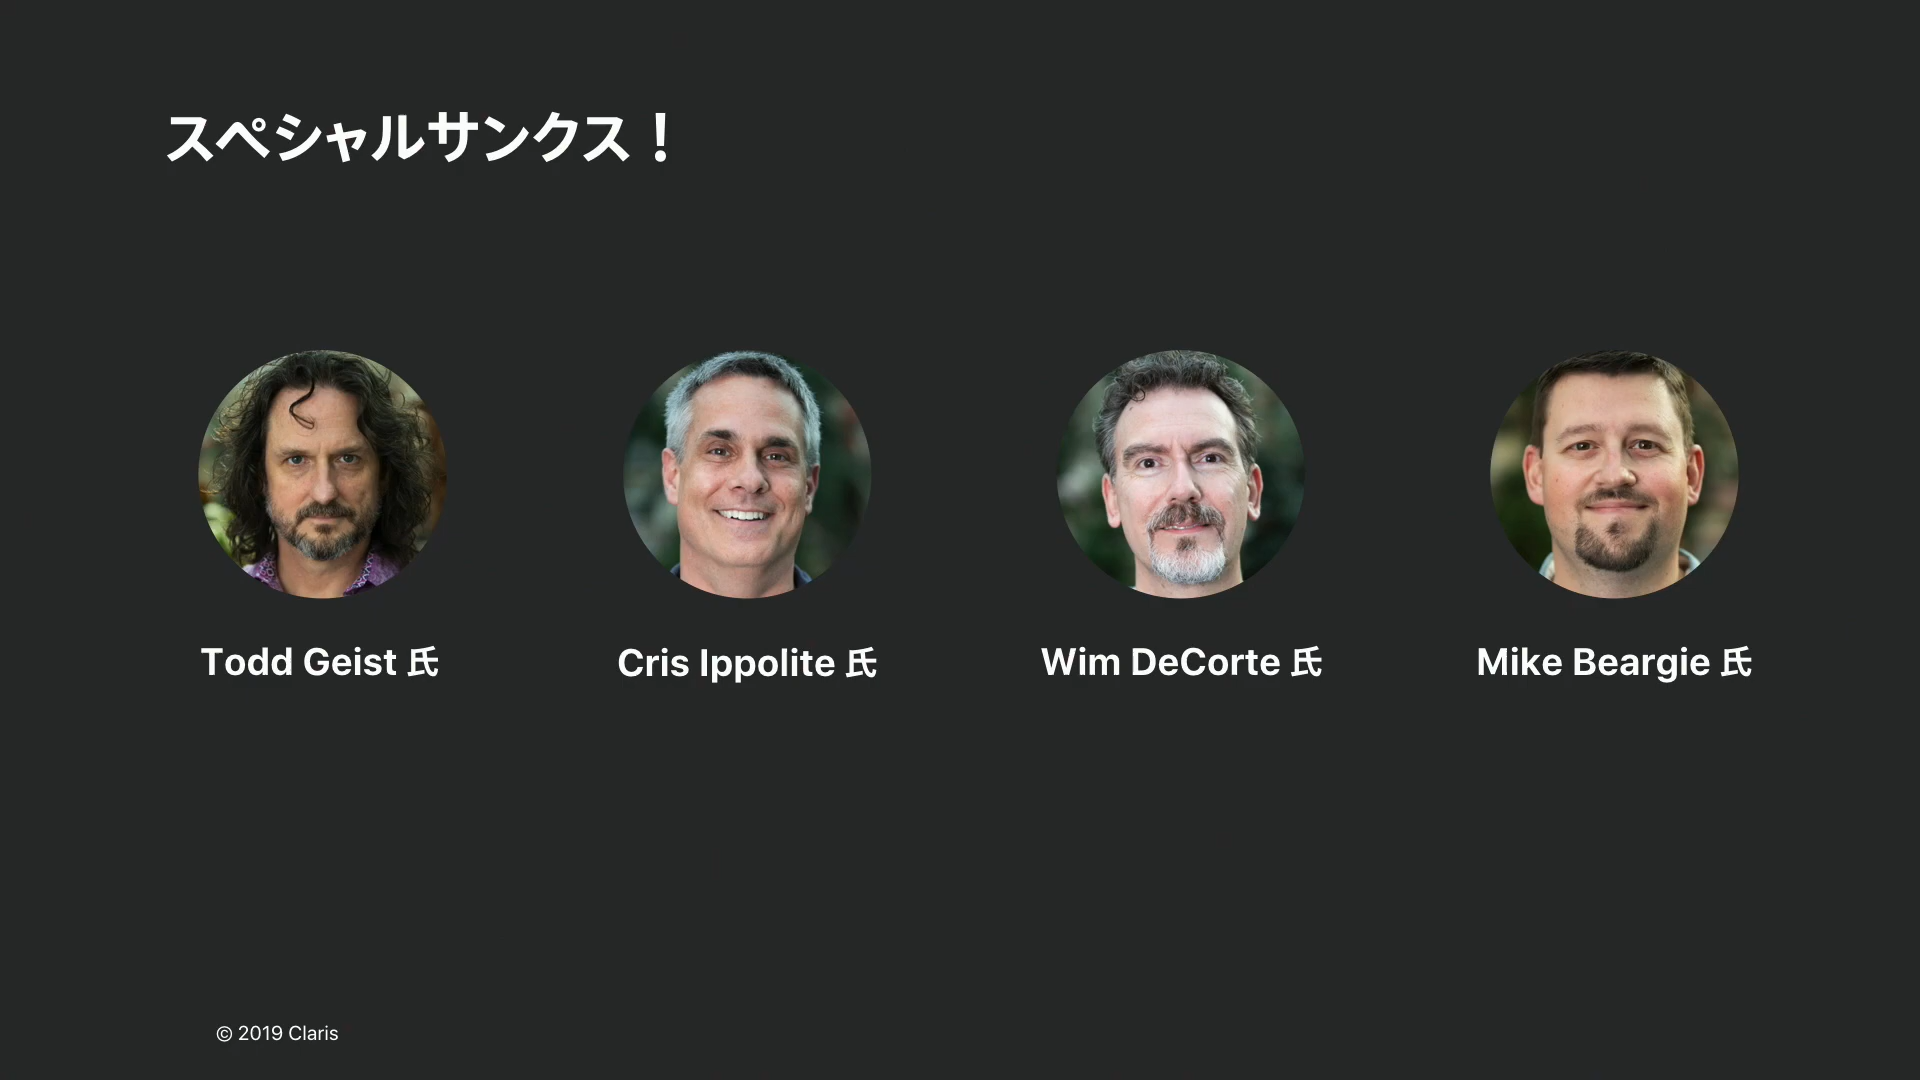 スペシャルサンクス！
Todd Geist 氏
Cris Ippolite 氏
Wim DeCorte 氏
Mike Beargie 氏
© 2019 Claris